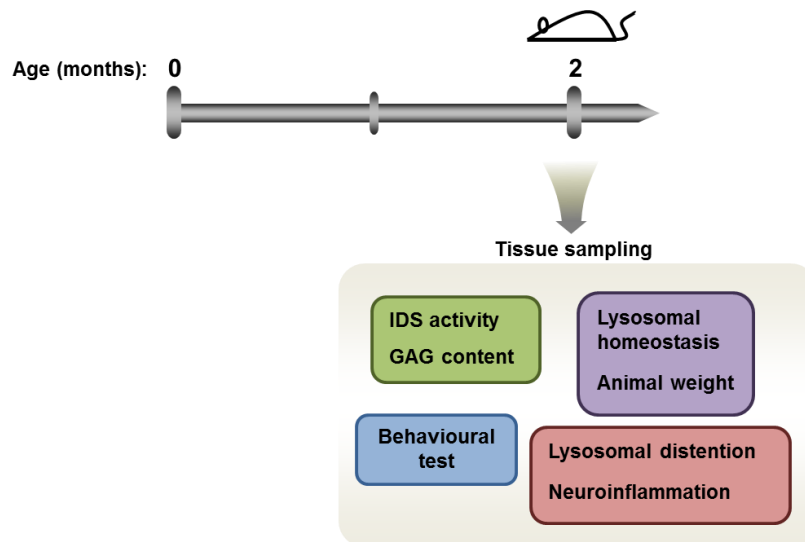 Age (months): 0 2
Tissue sampling
IDS activity
GAG content
Lysosomal
homeostasis
Animal weight
Behavioural
test
Lysosomal distention
Neuroinflammation